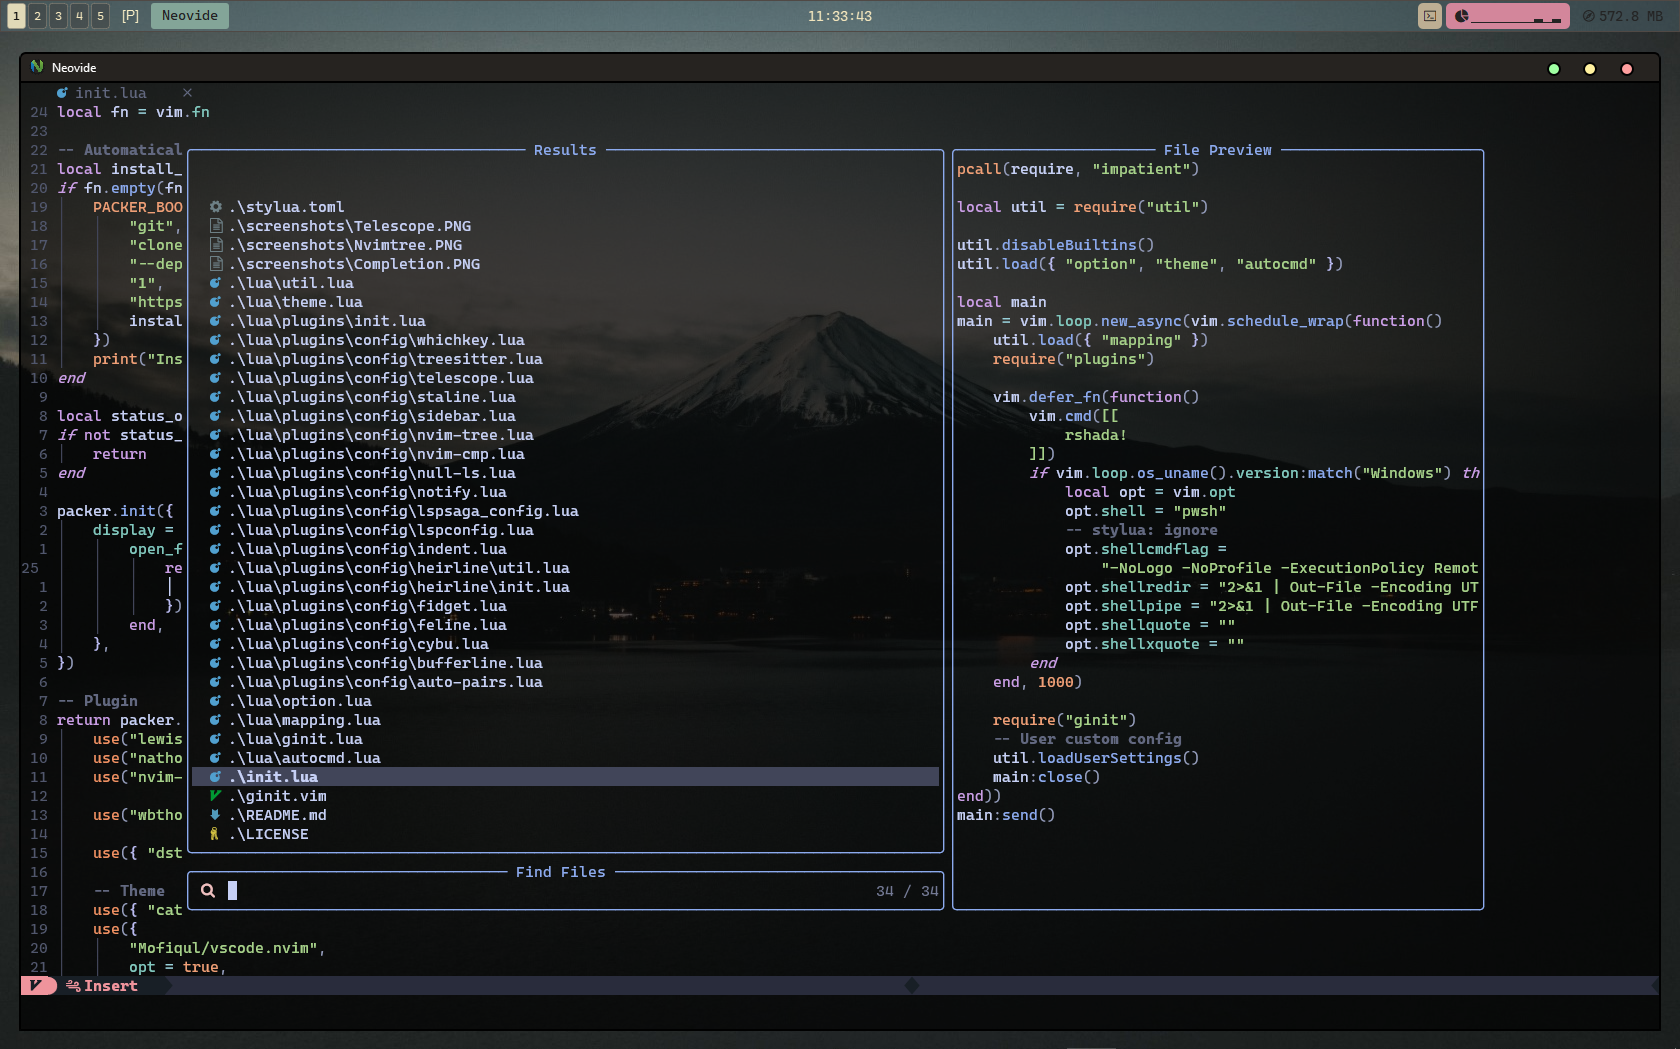 1 2 3 4 5 [P] Neovide 11:33:43 572.8 MB
Neovide
init.lua ×
24 local fn = vim.fn
23
22 -- Automatical
21 local install_
20 if fn.empty(fn
19 PACKER_BOO
18 "git",
17 "clone
16 "--dep
15 "1",
14 "https
13 instal
12 })
11 print("Ins
10 end
9
8 local status_o
7 if not status_
6 return
5 end
4
3 packer.init({
2 display =
1 open_f
25 re
1
2 })
3 end,
4 },
5 })
6
7 -- Plugin
8 return packer.
9 use("lewis
10 use("natho
11 use("nvim-
12
13 use("wbtho
14
15 use({ "dst
16
17 -- Theme
18 use({ "cat
19 use({
20 "Mofiqul/vscode.nvim",
21 opt = true,
Results
.\stylua.toml
.\screenshots\Telescope.PNG
.\screenshots\Nvimtree.PNG
.\screenshots\Completion.PNG
.\lua\util.lua
.\lua\theme.lua
.\lua\plugins\init.lua
.\lua\plugins\config\whichkey.lua
.\lua\plugins\config\treesitter.lua
.\lua\plugins\config\telescope.lua
.\lua\plugins\config\staline.lua
.\lua\plugins\config\sidebar.lua
.\lua\plugins\config\nvim-tree.lua
.\lua\plugins\config\nvim-cmp.lua
.\lua\plugins\config\null-ls.lua
.\lua\plugins\config\notify.lua
.\lua\plugins\config\lspsaga_config.lua
.\lua\plugins\config\lspconfig.lua
.\lua\plugins\config\indent.lua
.\lua\plugins\config\heirline\util.lua
.\lua\plugins\config\heirline\init.lua
.\lua\plugins\config\fidget.lua
.\lua\plugins\config\feline.lua
.\lua\plugins\config\cybu.lua
.\lua\plugins\config\bufferline.lua
.\lua\plugins\config\auto-pairs.lua
.\lua\option.lua
.\lua\mapping.lua
.\lua\ginit.lua
.\lua\autocmd.lua
.\init.lua
.\ginit.vim
.\README.md
.\LICENSE
Find Files
34 / 34
File Preview
pcall(require, "impatient")
local util = require("util")
util.disableBuiltins()
util.load({ "option", "theme", "autocmd" })
local main
main = vim.loop.new_async(vim.schedule_wrap(function()
util.load({ "mapping" })
require("plugins")
vim.defer_fn(function()
vim.cmd([[
rshada!
]])
if vim.loop.os_uname().version:match("Windows") th
local opt = vim.opt
opt.shell = "pwsh"
-- stylua: ignore
opt.shellcmdflag =
"-NoLogo -NoProfile -ExecutionPolicy Remot
opt.shellredir = "2>&1 | Out-File -Encoding UT
opt.shellpipe = "2>&1 | Out-File -Encoding UTF
opt.shellquote = ""
opt.shellxquote = ""
end
end, 1000)
require("ginit")
-- User custom config
util.loadUserSettings()
main:close()
end))
main:send()
Insert